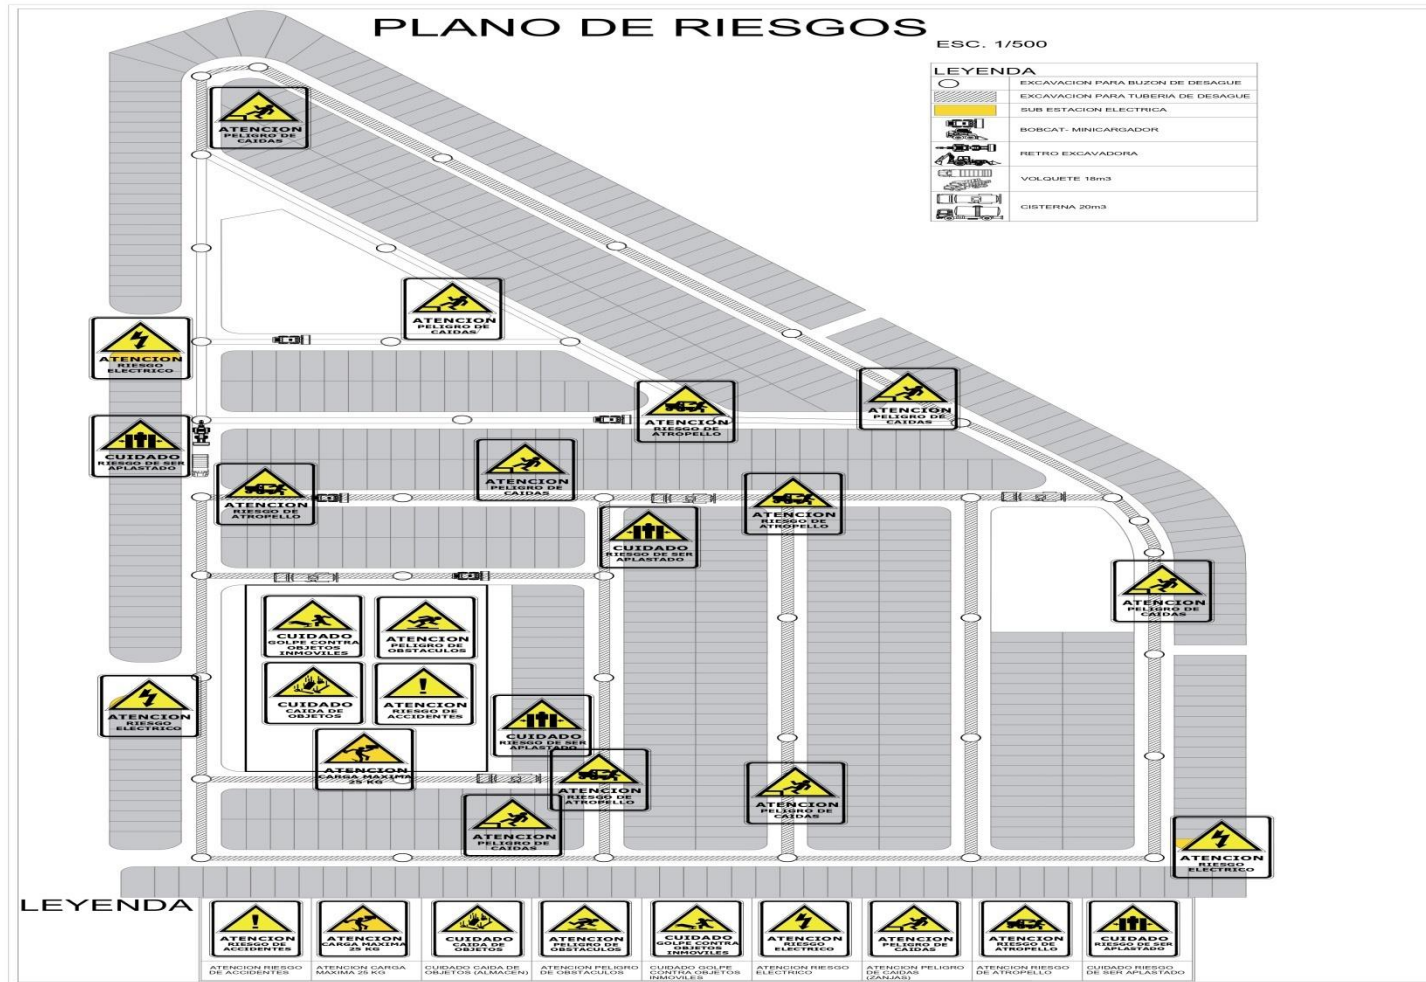 PLANO DE RIESGOS
ESC. 1/500
LEYENDA
EXCAVACION PARA BUZON DE DESAGUE
EXCAVACION PARA TUBERIA DE DESAGUE
SUB ESTACION ELECTRICA
BOBCAT- MINICARGADOR
RETRO EXCAVADORA
VOLQUETE 18m3
CISTERNA 20m3
ATENCION
PELIGRO DE
CAIDAS
ATENCION
PELIGRO DE
CAIDAS
ATENCION
RIESGO
ELECTRICO
ATENCION
RIESGO DE
ATROPELLO
ATENCION
PELIGRO DE
CAIDAS
CUIDADO
RIESGO DE SER
APLASTADO
ATENCION
PELIGRO DE
CAIDAS
ATENCION
RIESGO DE
ATROPELLO
ATENCION
RIESGO DE
ATROPELLO
CUIDADO
RIESGO DE SER
APLASTADO
ATENCION
PELIGRO DE
CAIDAS
CUIDADO
GOLPE CONTRA
OBJETOS
INMOVILES
ATENCION
PELIGRO DE
OBSTACULOS
CUIDADO
CAIDA DE
OBJETOS
ATENCION
RIESGO DE
ACCIDENTES
ATENCION
RIESGO
ELECTRICO
CUIDADO
RIESGO DE SER
APLASTADO
ATENCION
CARGA MAXIMA
25 KG
ATENCION
RIESGO DE
ATROPELLO
ATENCION
PELIGRO DE
CAIDAS
ATENCION
PELIGRO DE
CAIDAS
ATENCION
RIESGO
ELECTRICO
LEYENDA
ATENCION
RIESGO DE
ACCIDENTES
ATENCION
CARGA MAXIMA
25 KG
CUIDADO
CAIDA DE
OBJETOS
ATENCION
PELIGRO DE
OBSTACULOS
CUIDADO
GOLPE CONTRA
OBJETOS
INMOVILES
ATENCION
RIESGO
ELECTRICO
ATENCION
PELIGRO DE
CAIDAS
ATENCION
RIESGO DE
ATROPELLO
CUIDADO
RIESGO DE SER
APLASTADO
ATENCION RIESGO
DE ACCIDENTES
ATENCION CARGA
MAXIMA 25 KG
CUIDADO CAIDA DE
OBJETOS (ALMACEN)
ATENCION PELIGRO
DE OBSTACULOS
CUIDADO GOLPE
CONTRA OBJETOS
INMOVILES
ATENCION RIESGO
ELECTRICO
ATENCION PELIGRO
DE CAIDAS
(ZANJAS)
ATENCION RIESGO
DE ATROPELLO
CUIDADO RIESGO
DE SER APLASTADO